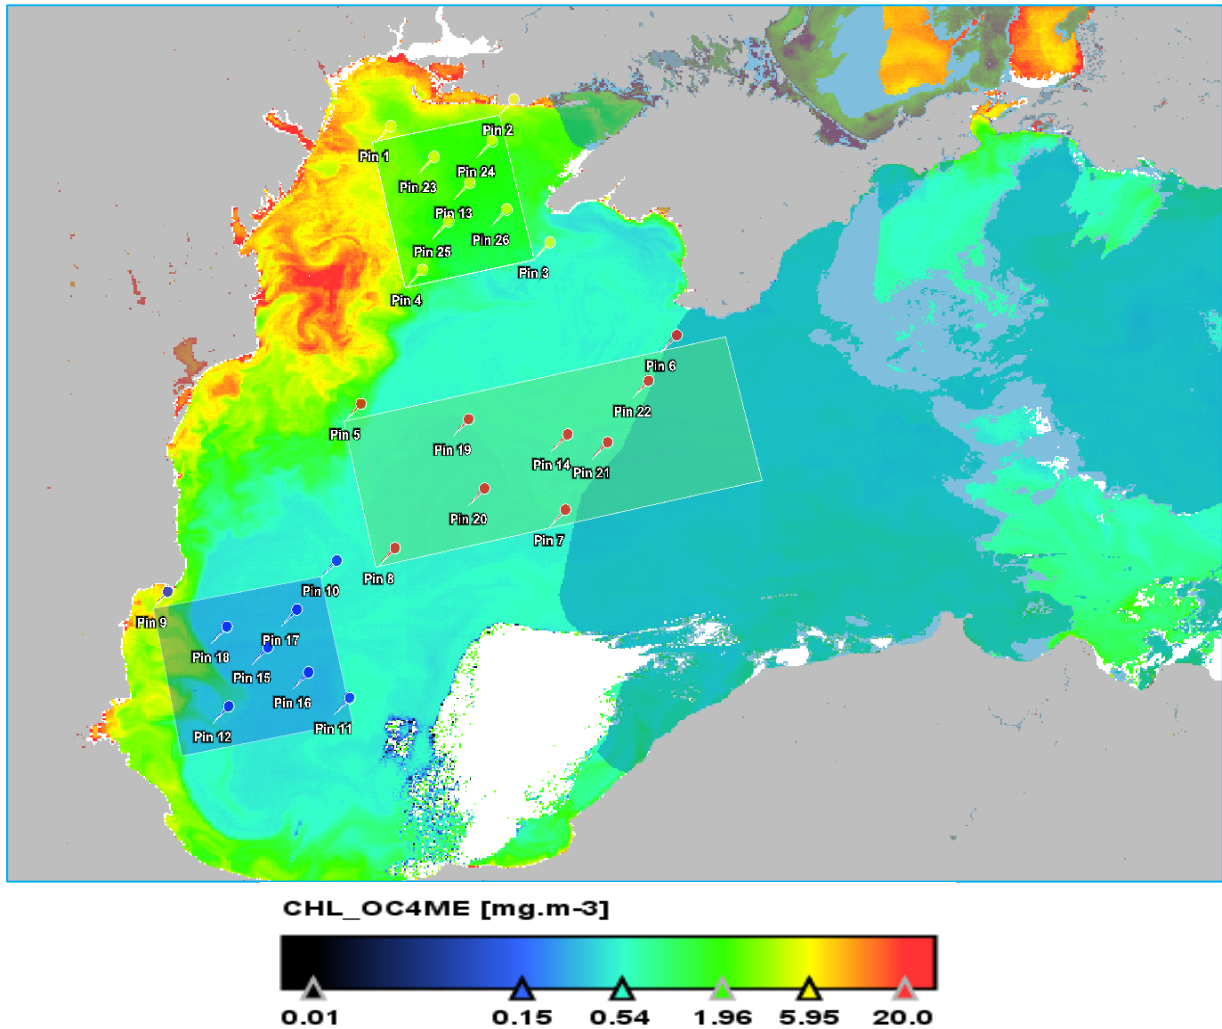 Pin 2
Pin 1
Pin 24
Pin 23
Pin 13
Pin 26
Pin 25
Pin 3
Pin 4
Pin 6
Pin 22
Pin 5
Pin 19
Pin 14
Pin 21
Pin 20
Pin 7
Pin 8
Pin 10
Pin 9
Pin 17
Pin 18
Pin 15
Pin 16
Pin 11
Pin 12
CHL_OC4ME [mg.m-3]
0.01 0.15 0.54 1.96 5.95 20.0